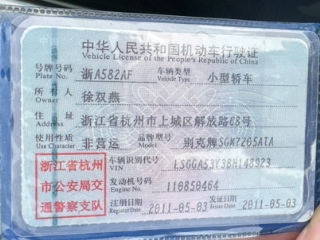 中华人民共和国机动车行驶证
Vehicle License of the People's Republic of China
号牌号码 浙A582AF 车辆类型 小型轿车
Plate No. Vehicle Type
所有人 徐双燕
Owner
住址 浙江省杭州市上城区解放路68号
Address
使用性质 非营运 品牌型号 别克牌SGM7205ATA
浙江省杭州 车辆识别代号
VIN
市公安局交 发动机号码 110850464
通警察支队 注册日期 2011-05-03 发证日期 2011-05-03